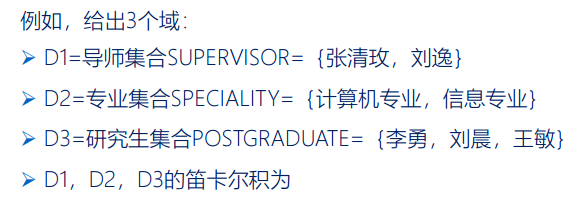 例如，给出3个域：
➢ D1=导师集合SUPERVISOR=｛张清玫，刘逸｝
➢ D2=专业集合SPECIALITY=｛计算机专业，信息专业｝
➢ D3=研究生集合POSTGRADUATE=｛李勇，刘晨，王敏｝
➢ D1，D2，D3的笛卡尔积为